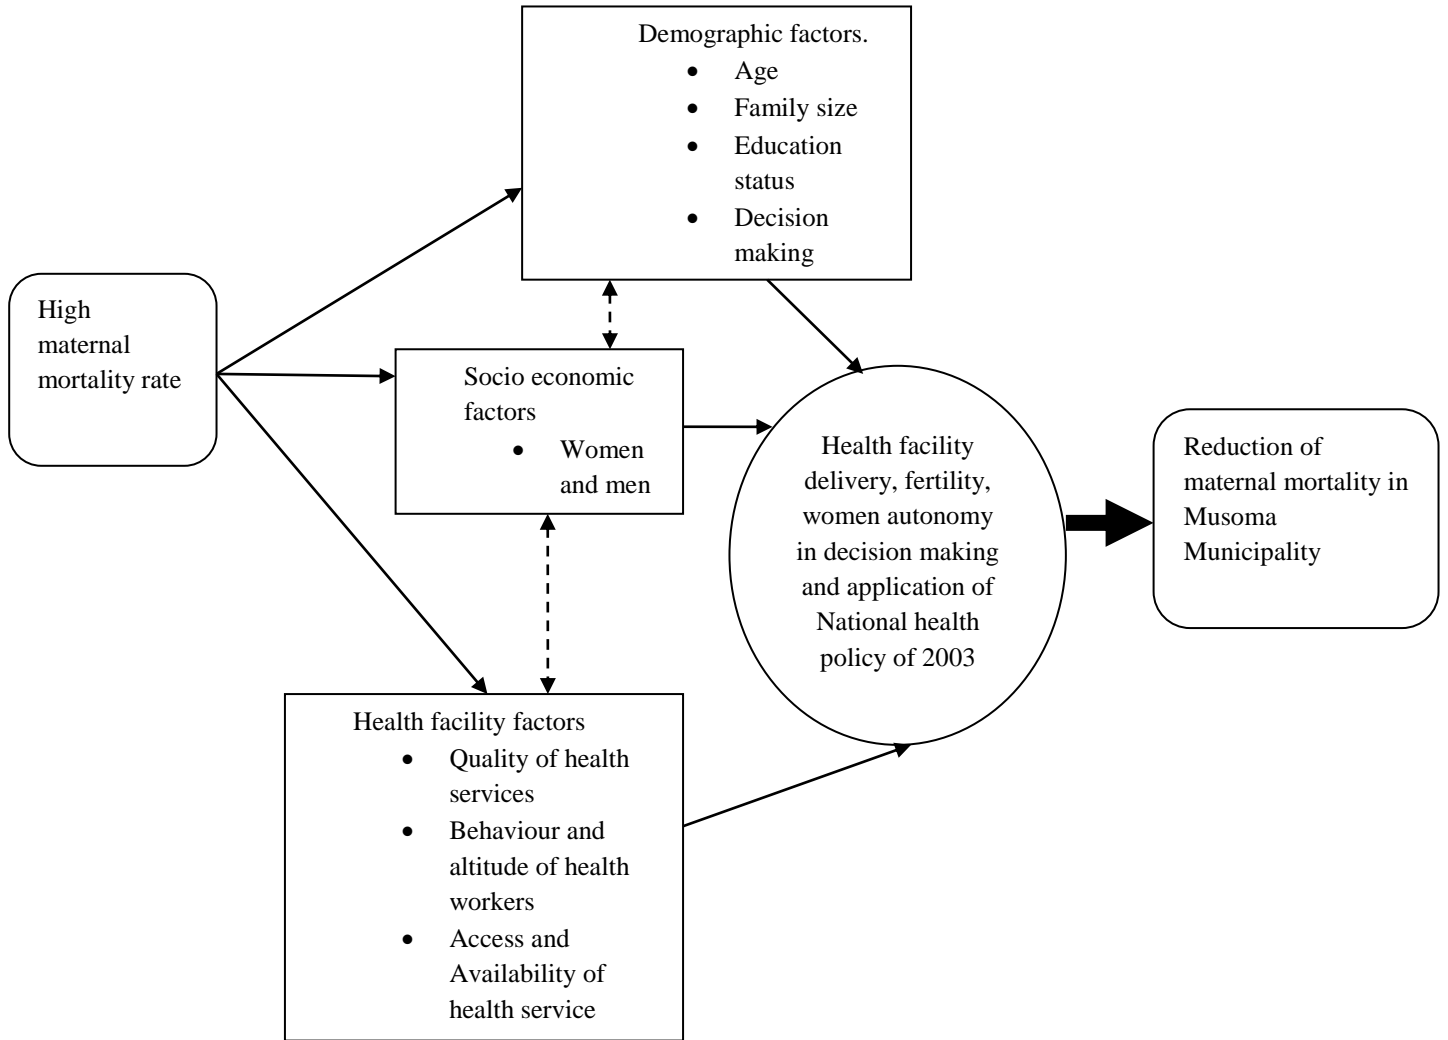 Demographic factors.
• Age
• Family size
• Education
status
• Decision
making
High
maternal
mortality rate
Socio economic
factors
• Women
and men
Health facility
delivery, fertility,
women autonomy
in decision making
and application of
National health
policy of 2003
Reduction of
maternal mortality in
Musoma
Municipality
Health facility factors
• Quality of health
services
• Behaviour and
altitude of health
workers
• Access and
Availability of
health service